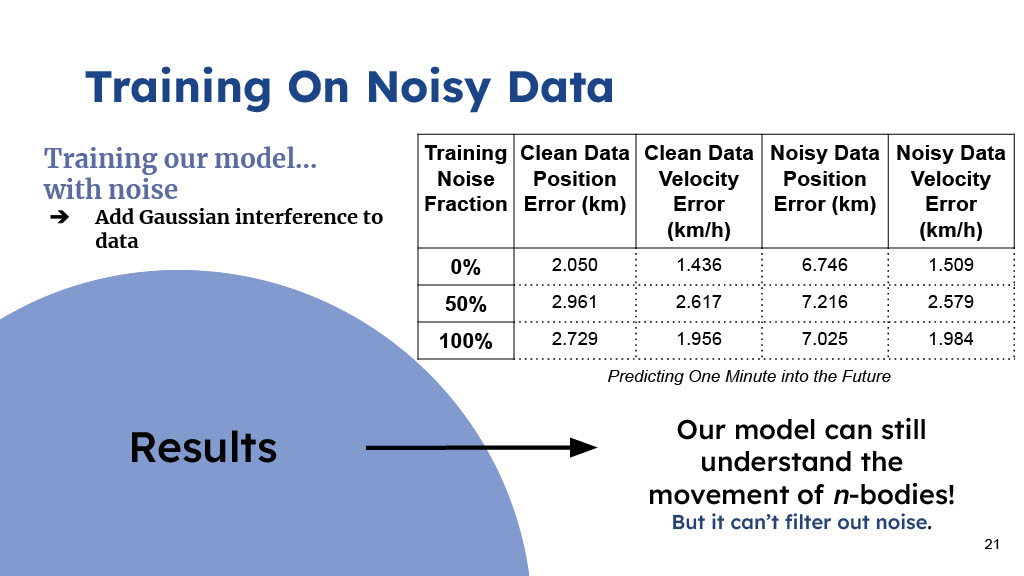 Training On Noisy Data
Training our model...
with noise
➔ Add Gaussian interference to
data
Training Noise Fraction | Clean Data Position Error (km) | Clean Data Velocity Error (km/h) | Noisy Data Position Error (km) | Noisy Data Velocity Error (km/h)
0% | 2.050 | 1.436 | 6.746 | 1.509
50% | 2.961 | 2.617 | 7.216 | 2.579
100% | 2.729 | 1.956 | 7.025 | 1.984
Predicting One Minute into the Future
Results
Our model can still
understand the
movement of n-bodies!
But it can't filter out noise.
21